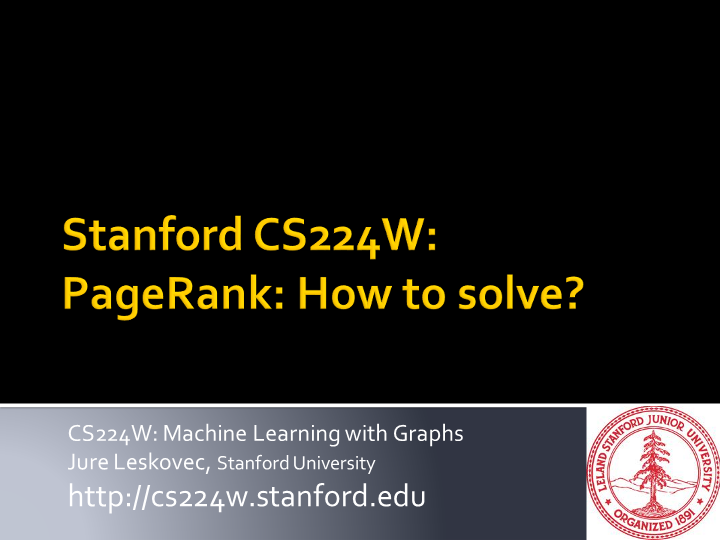 Stanford CS224W:
PageRank: How to solve?
CS224W: Machine Learning with Graphs
Jure Leskovec, Stanford University
http://cs224w.stanford.edu
LELAND STANFORD JUNIOR UNIVERSITY
ORGANIZED 1891